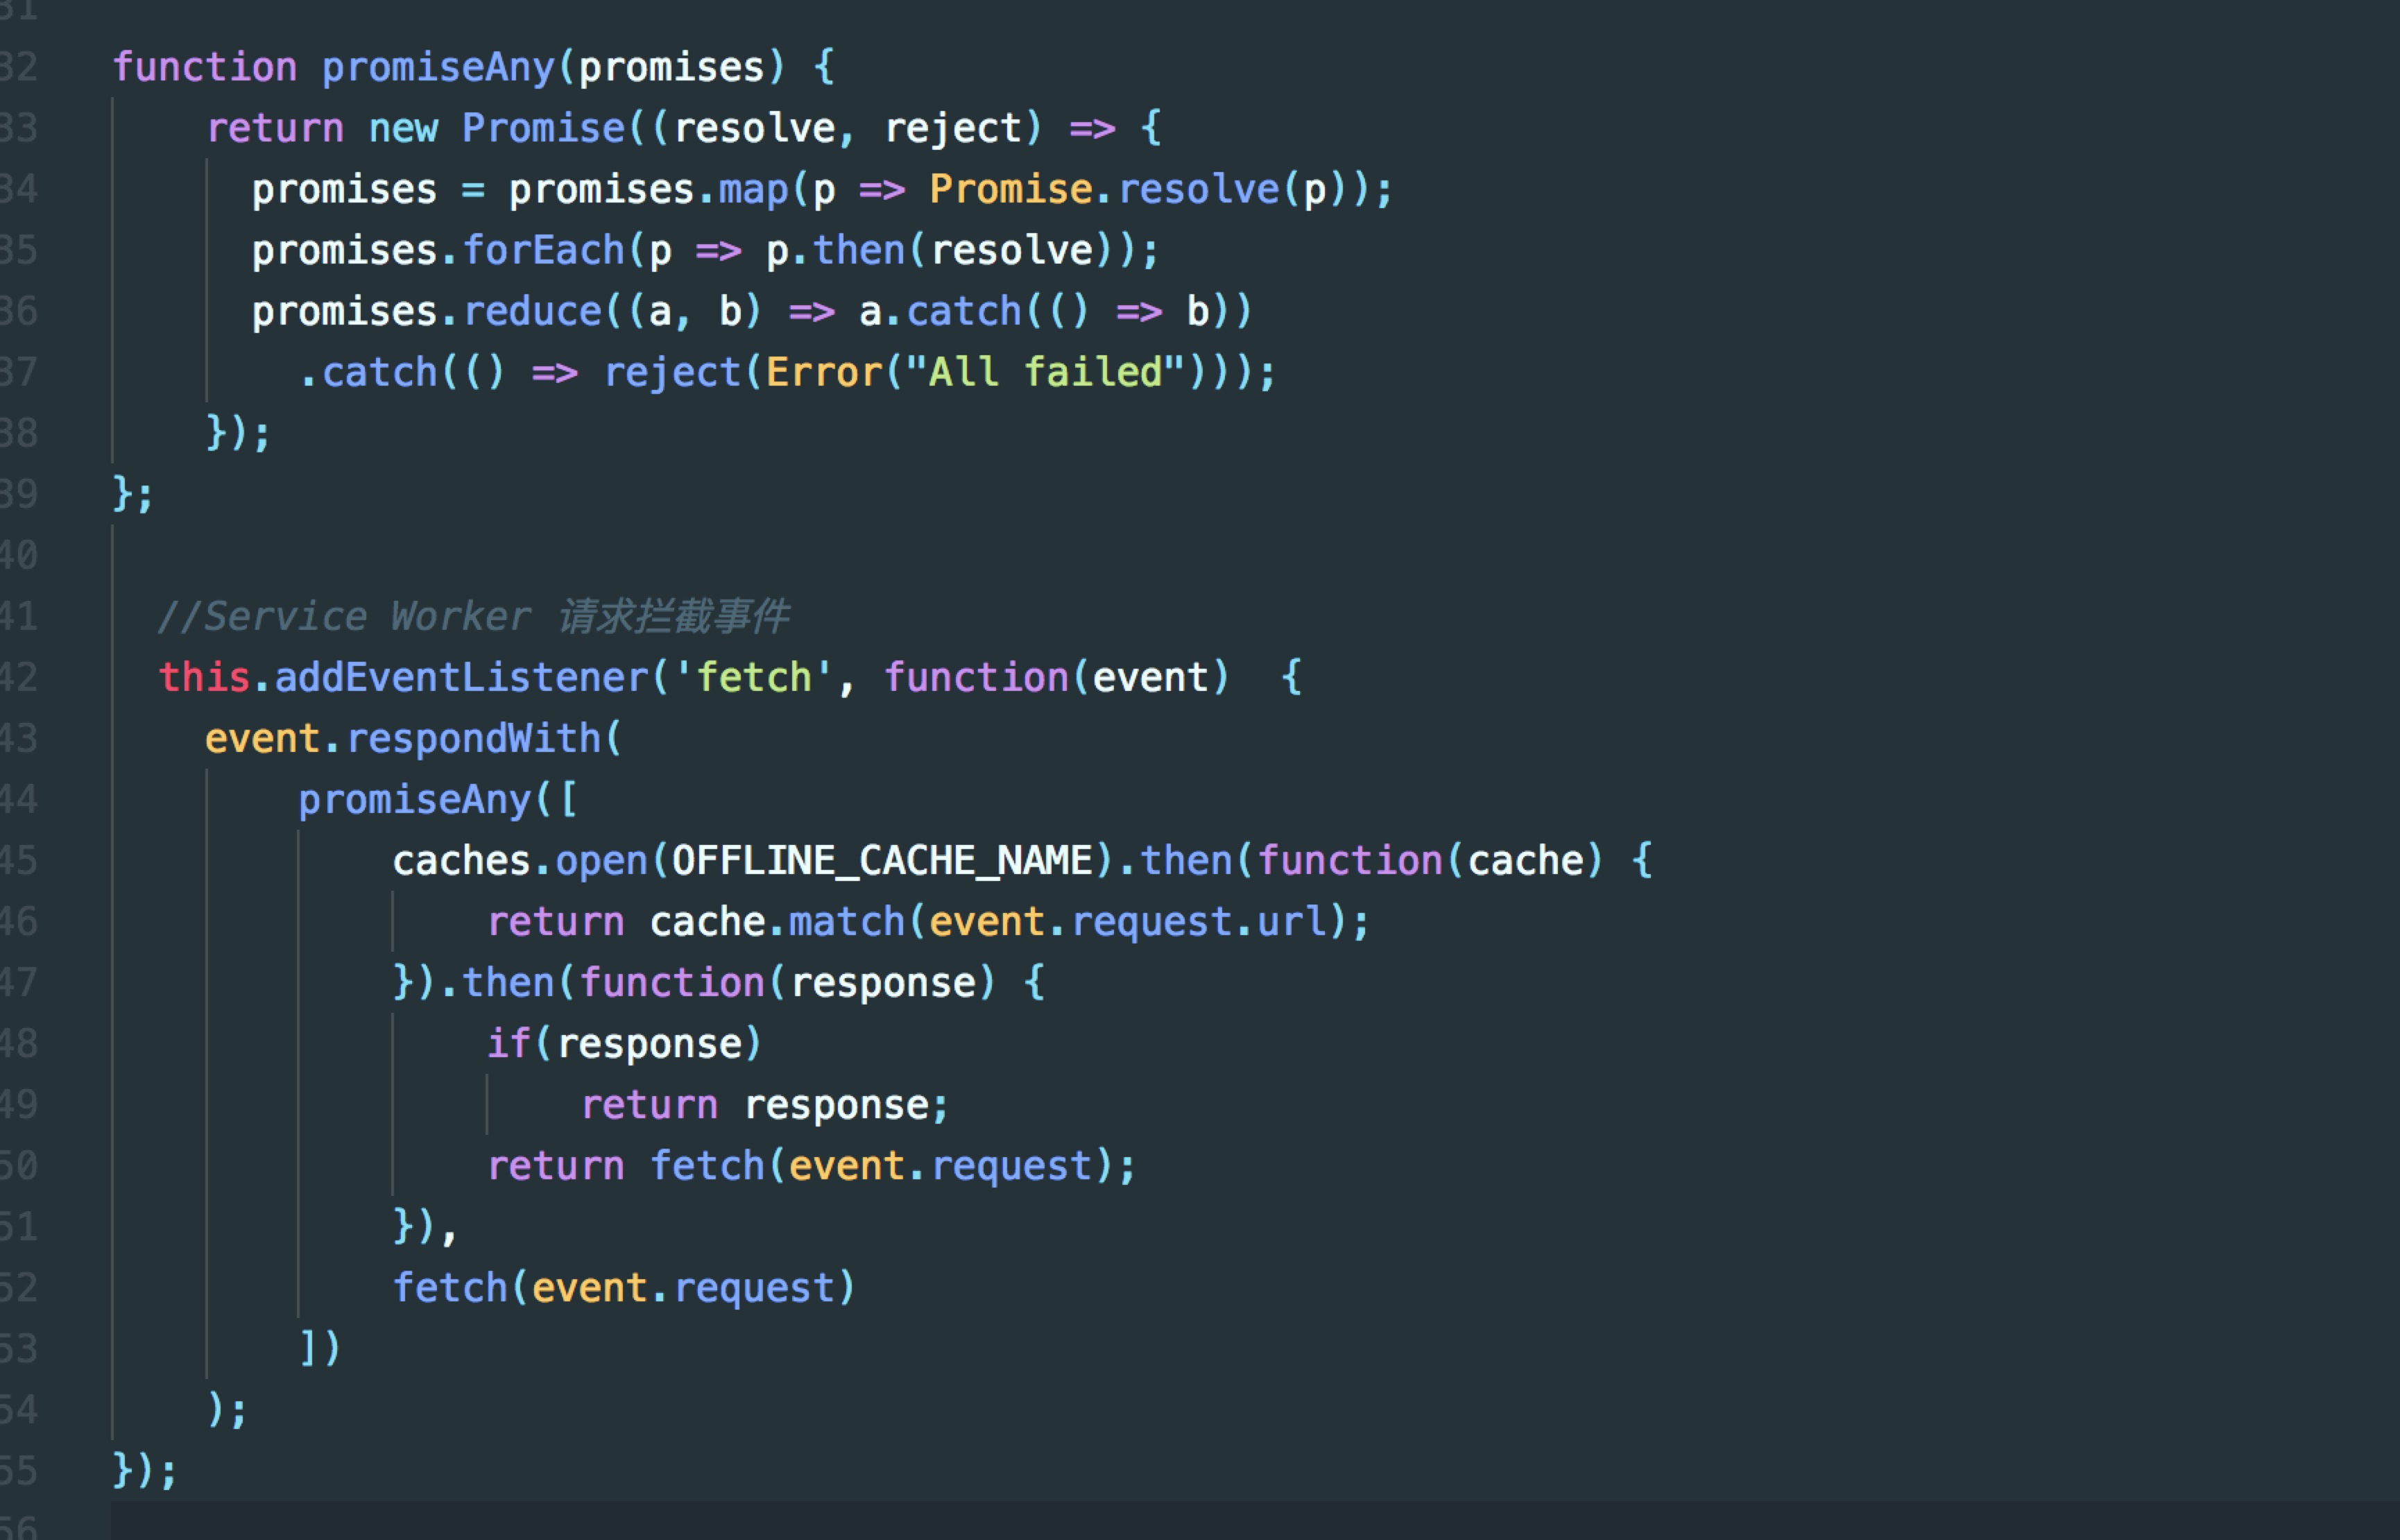 31
32 function promiseAny(promises) {
33 return new Promise((resolve, reject) => {
34 promises = promises.map(p => Promise.resolve(p));
35 promises.forEach(p => p.then(resolve));
36 promises.reduce((a, b) => a.catch(() => b))
37 .catch(() => reject(Error("All failed")));
38 });
39 };
40
41 //Service Worker 请求拦截事件
42 this.addEventListener('fetch', function(event)  {
43 event.respondWith(
44 promiseAny([
45 caches.open(OFFLINE_CACHE_NAME).then(function(cache) {
46 return cache.match(event.request.url);
47 }).then(function(response) {
48 if(response)
49 return response;
50 return fetch(event.request);
51 }),
52 fetch(event.request)
53 ])
54 );
55 });
56